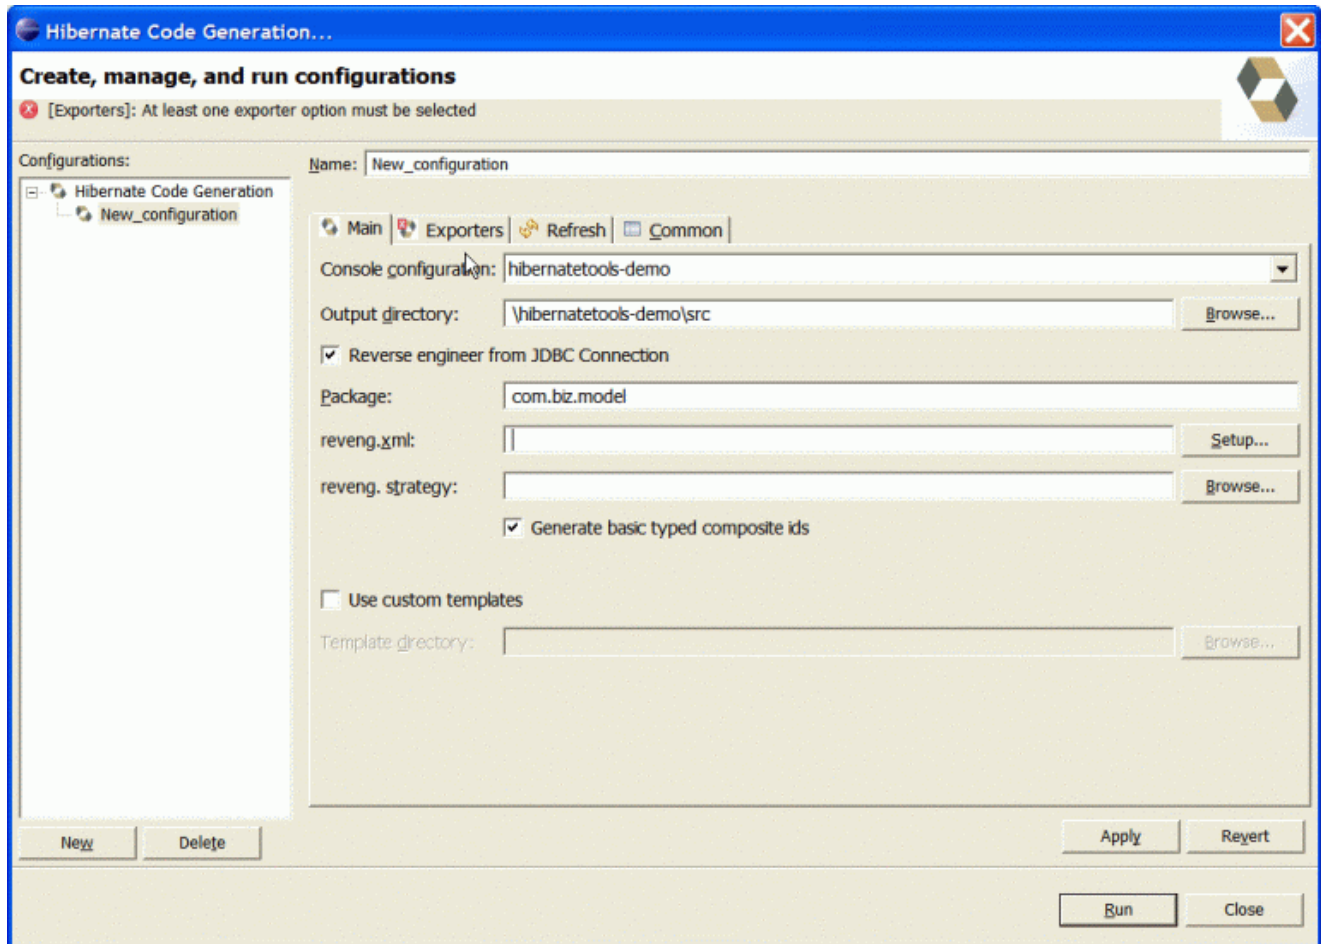 Hibernate Code Generation...
Create, manage, and run configurations
[Exporters]: At least one exporter option must be selected
Configurations:
Hibernate Code Generation
New_configuration
Name: New_configuration
Main Exporters Refresh Common
Console configuration: hibernatetools-demo
Output directory: \hibernatetools-demo\src Browse...
Reverse engineer from JDBC Connection
Package: com.biz.model
reveng.xml: Setup...
reveng. strategy: Browse...
Generate basic typed composite ids
Use custom templates
Template directory: Browse...
New Delete
Apply Revert
Run Close